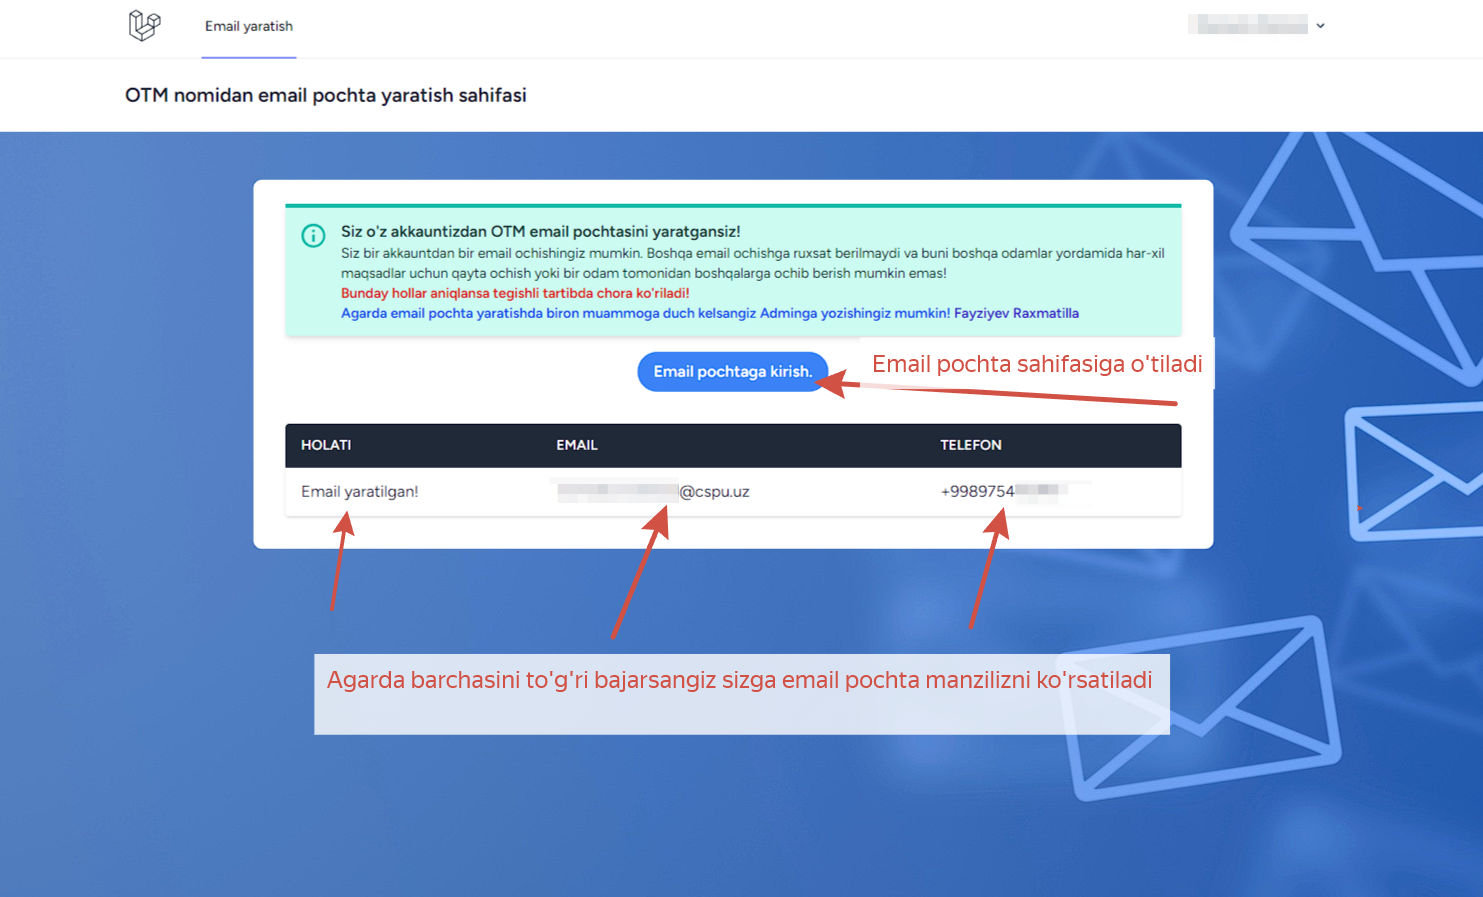 Email yaratish
OTM nomidan email pochta yaratish sahifasi
Siz o'z akkauntizdan OTM email pochtasini yaratgansiz!
Siz bir akkauntdan bir email ochishingiz mumkin. Boshqa email ochishga ruxsat berilmaydi va buni boshqa odamlar yordamida har-xil
maqsadlar uchun qayta ochish yoki bir odam tomonidan boshqalarga ochib berish mumkin emas!
Bunday hollar aniqlansa tegishli tartibda chora ko'riladi!
Agarda email pochta yaratishda biron muammoga duch kelsangiz Adminga yozishingiz mumkin! Fayziyev Raxmatilla
Email pochtaga kirish.
Email pochta sahifasiga o'tiladi
HOLATI EMAIL TELEFON
Email yaratilgan! @cspu.uz +9989754
Agarda barchasini to'g'ri bajarsangiz sizga email pochta manzilizni ko'rsatiladi